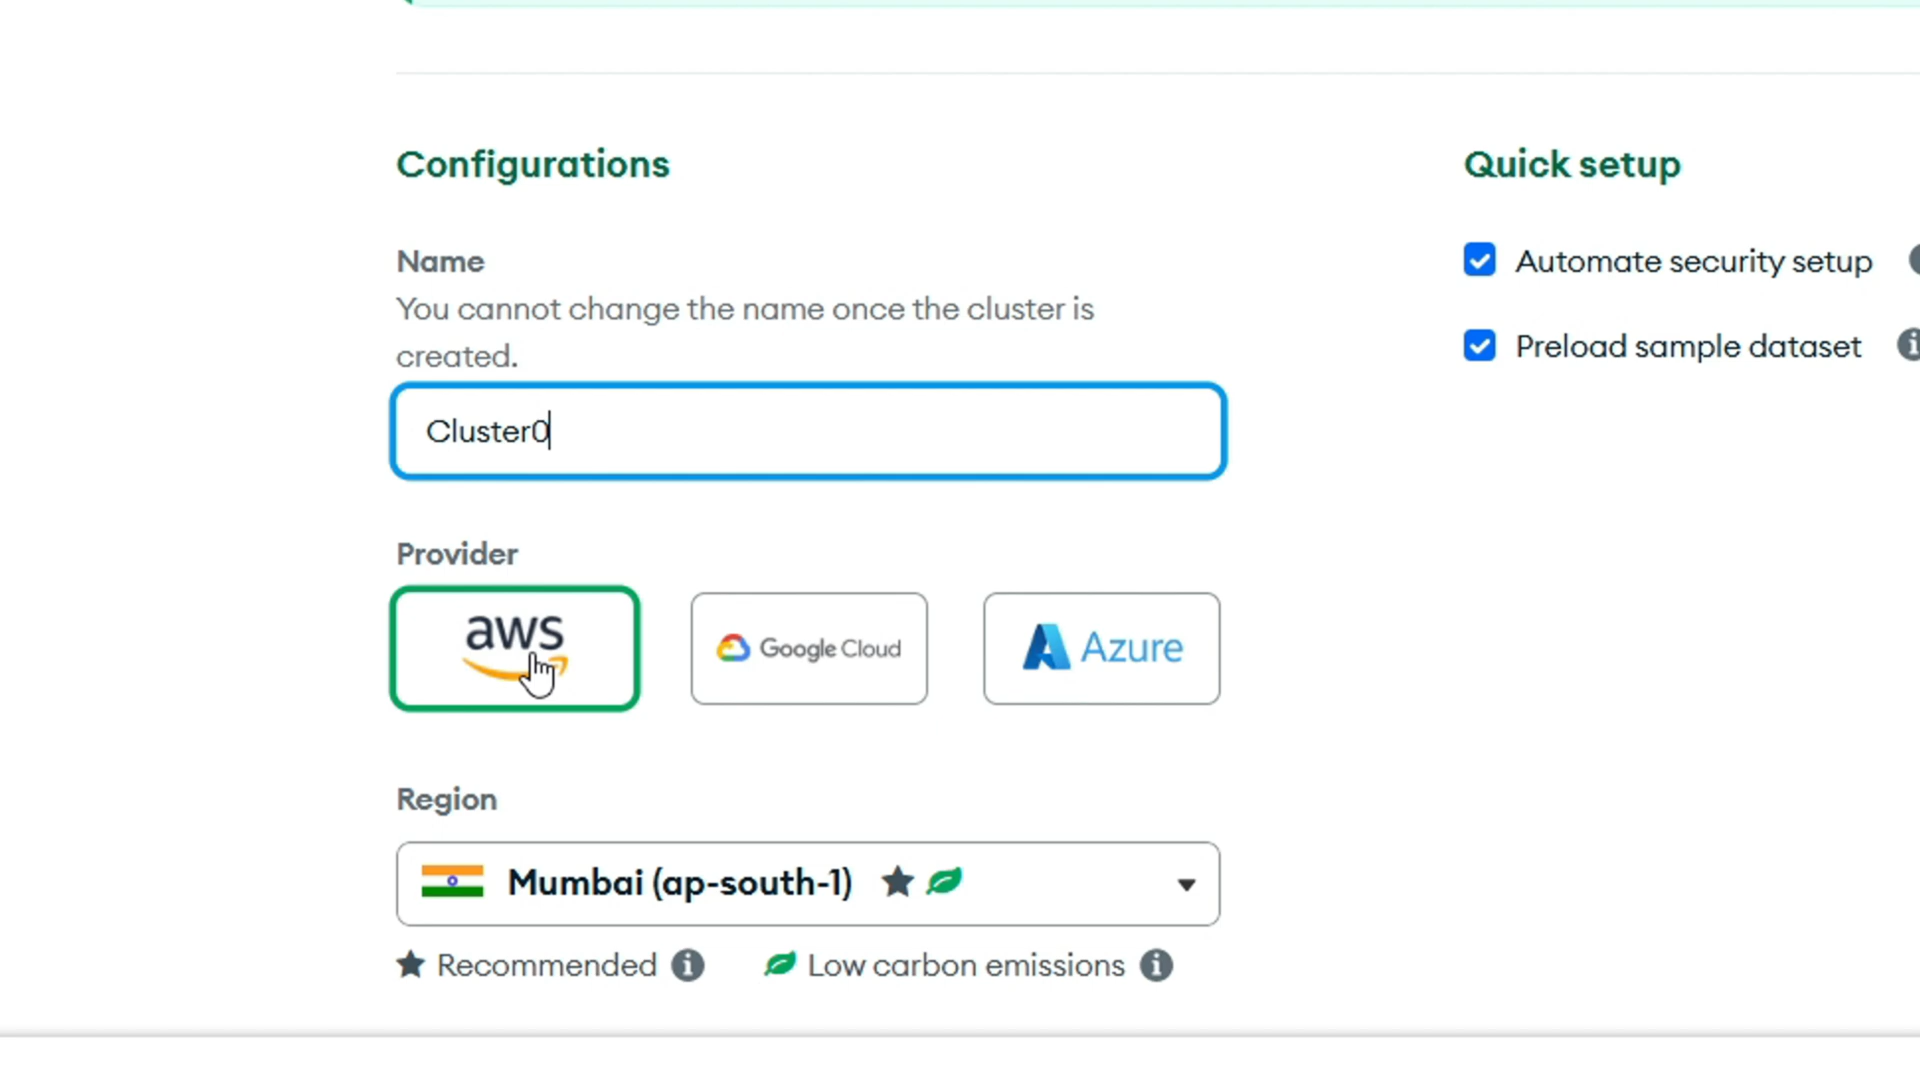 Configurations
Quick setup
Name
You cannot change the name once the cluster is
created.
Automate security setup
Preload sample dataset
Cluster0
Provider
aws
Google Cloud
Azure
Region
Mumbai (ap-south-1)
Recommended
Low carbon emissions